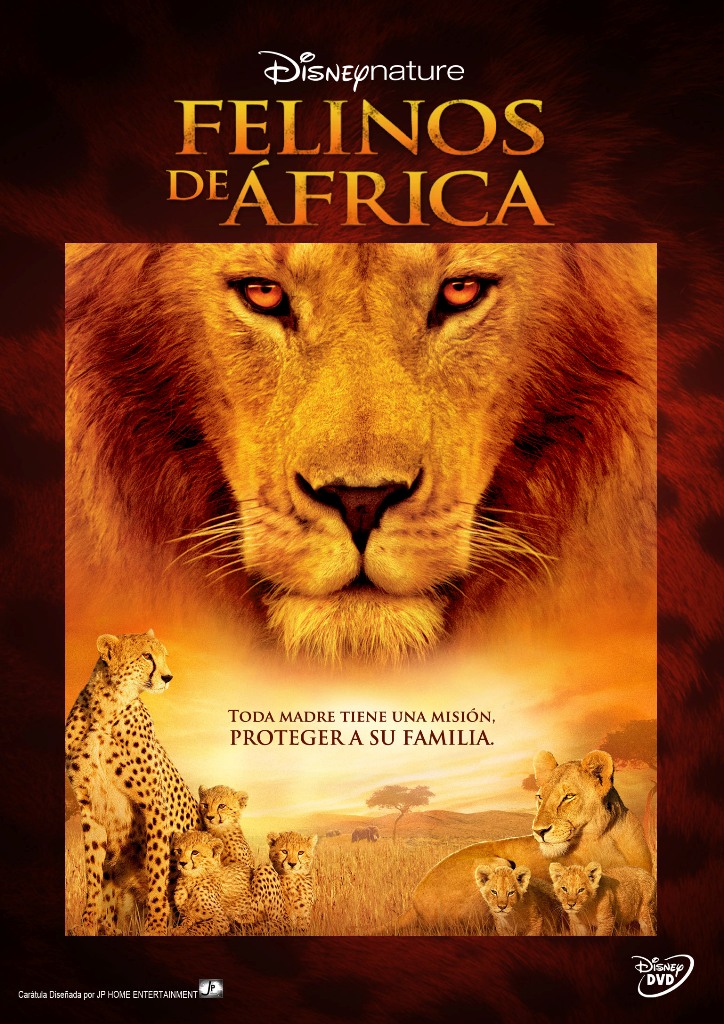 DISNEYnature
FELINOS
DE ÁFRICA
TODA MADRE TIENE UNA MISIÓN,
PROTEGER A SU FAMILIA.
DISNEY
DVD
Carátula Diseñada por JP HOME ENTERTAINMENT JP